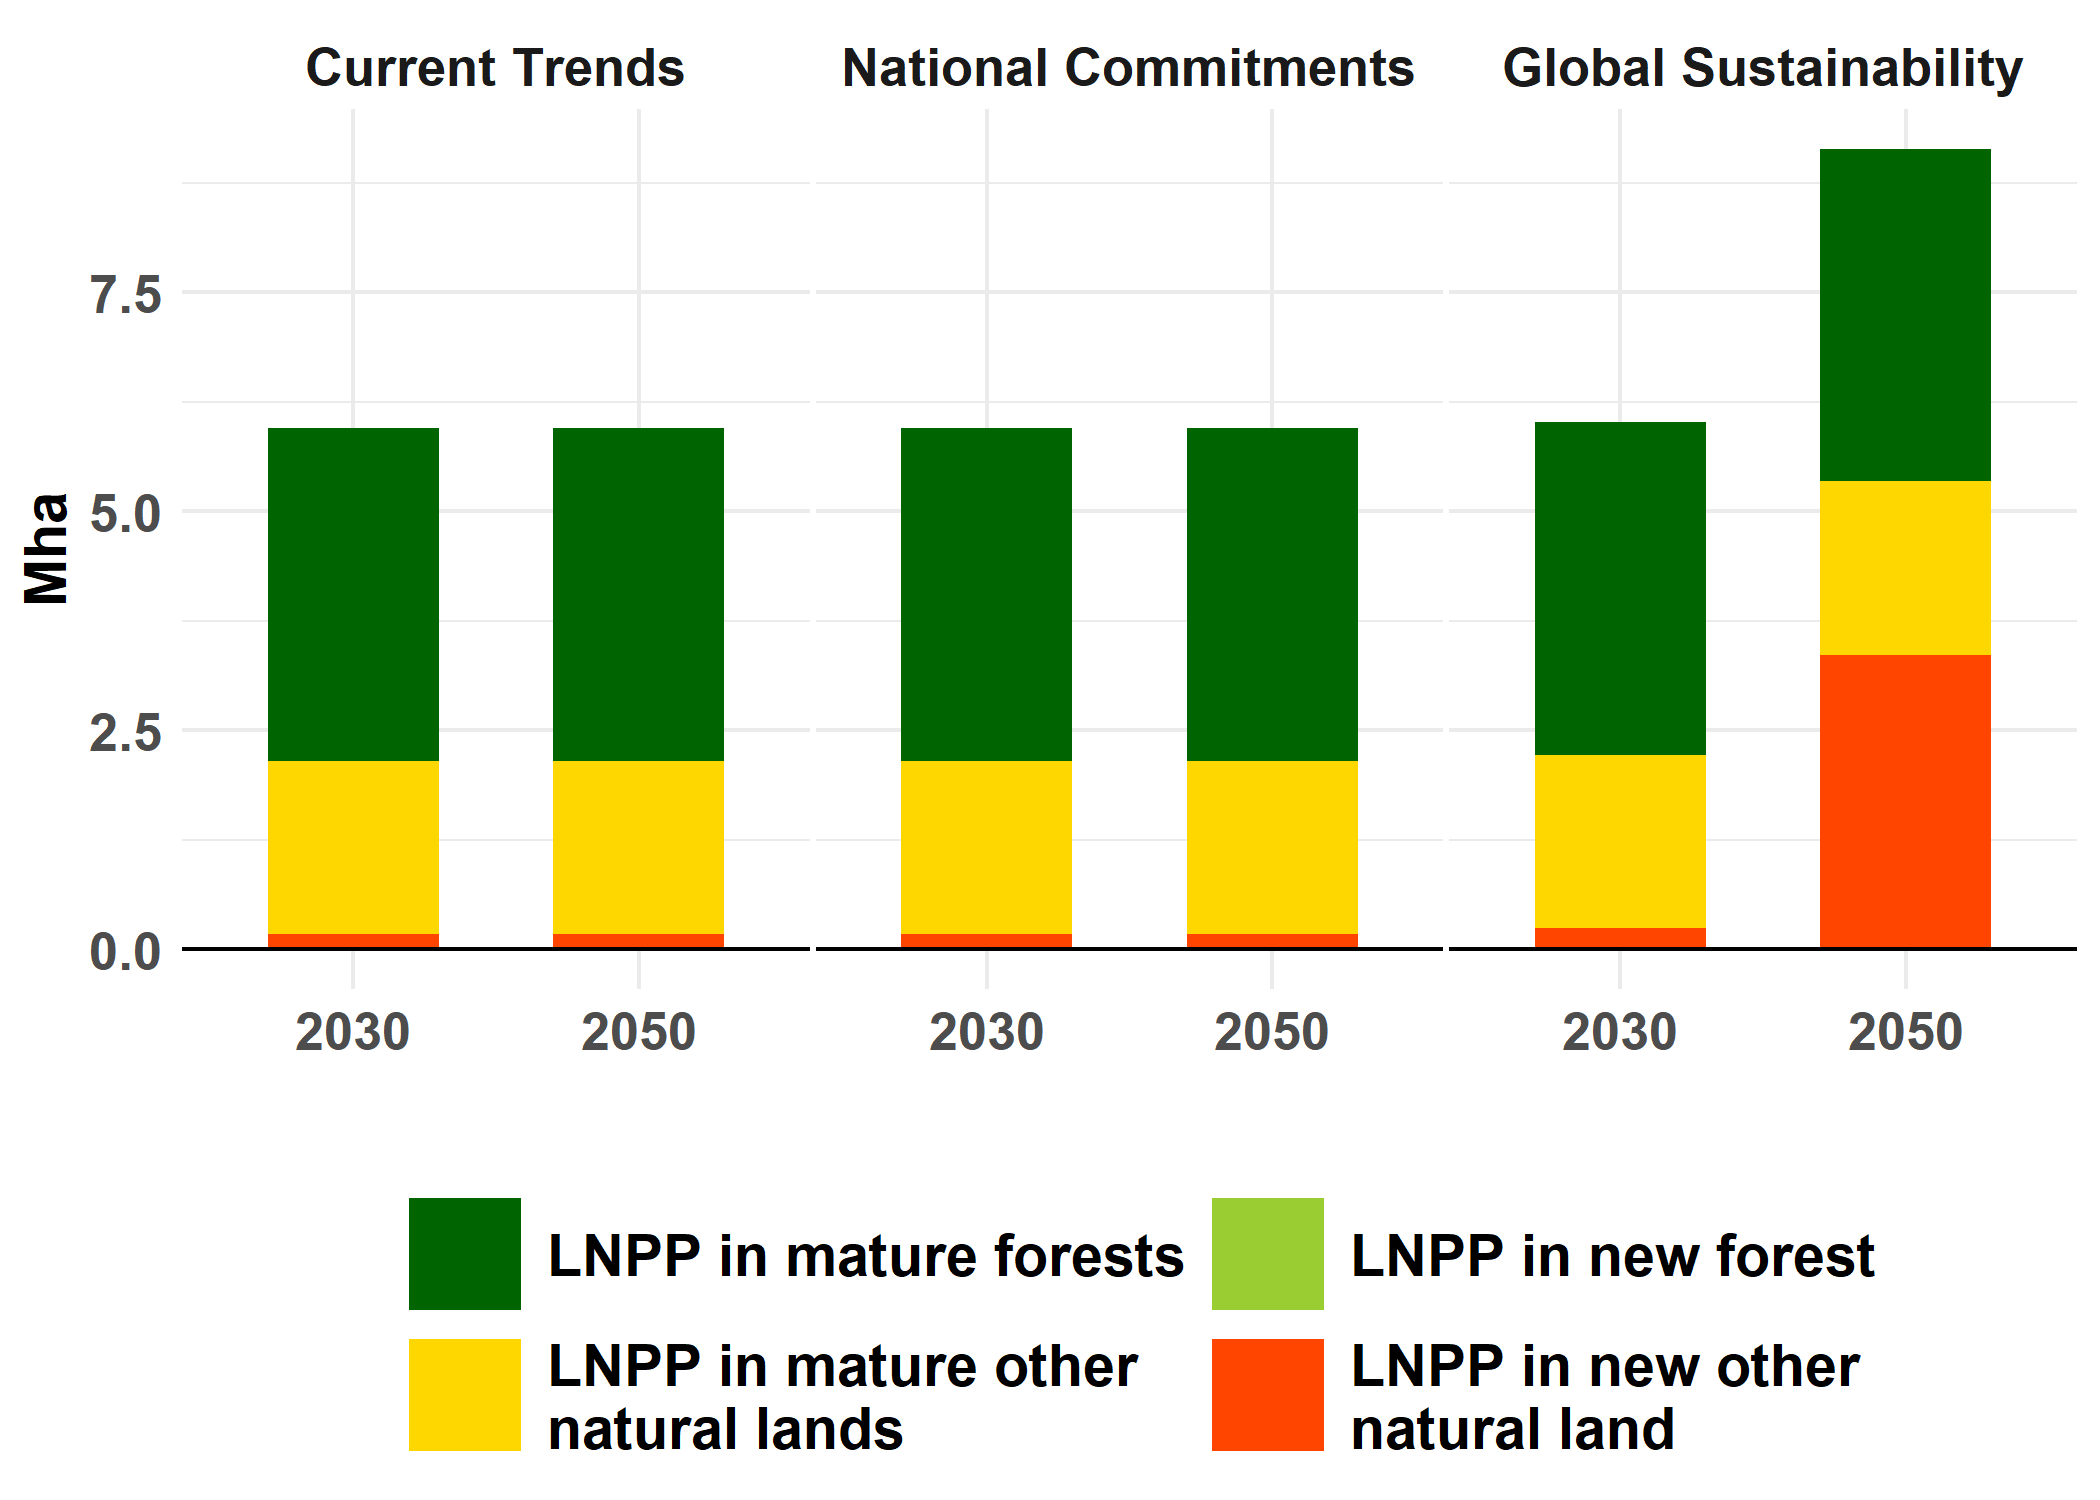 Current Trends
National Commitments
Global Sustainability
Mha
7.5
5.0
2.5
0.0
2030
2050
2030
2050
2030
2050
LNPP in mature forests
LNPP in new forest
LNPP in mature other
natural lands
LNPP in new other
natural land